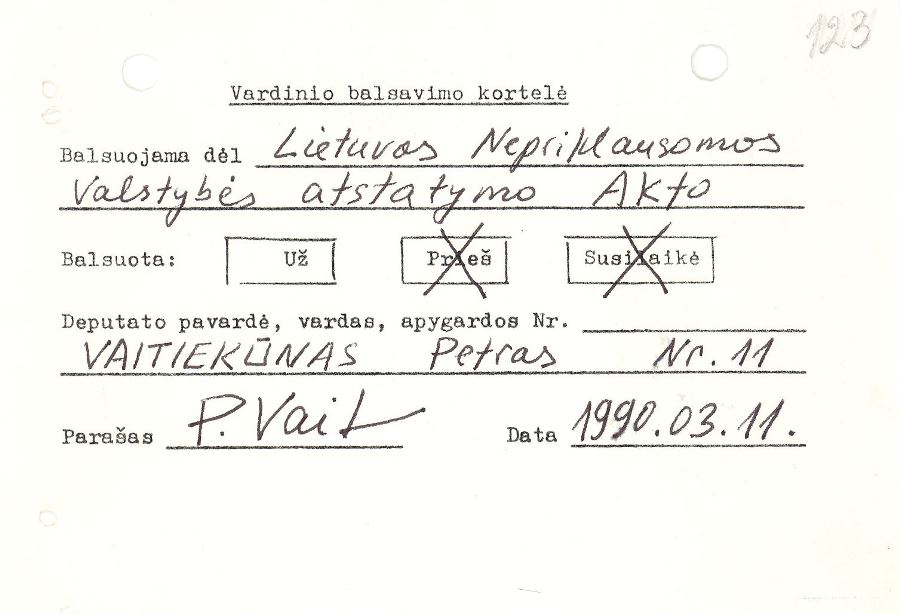 123
Vardinio balsavimo kortelė
Balsuojama dėl Lietuvos Nepriklausomos
Valstybės atstatymo Akto
Balsuota: Už Prieš Susilaikė
Deputato pavardė, vardas, apygardos Nr.
VAITIEKŪNAS Petras Nr. 11
Parašas P. Vait Data 1990.03.11.